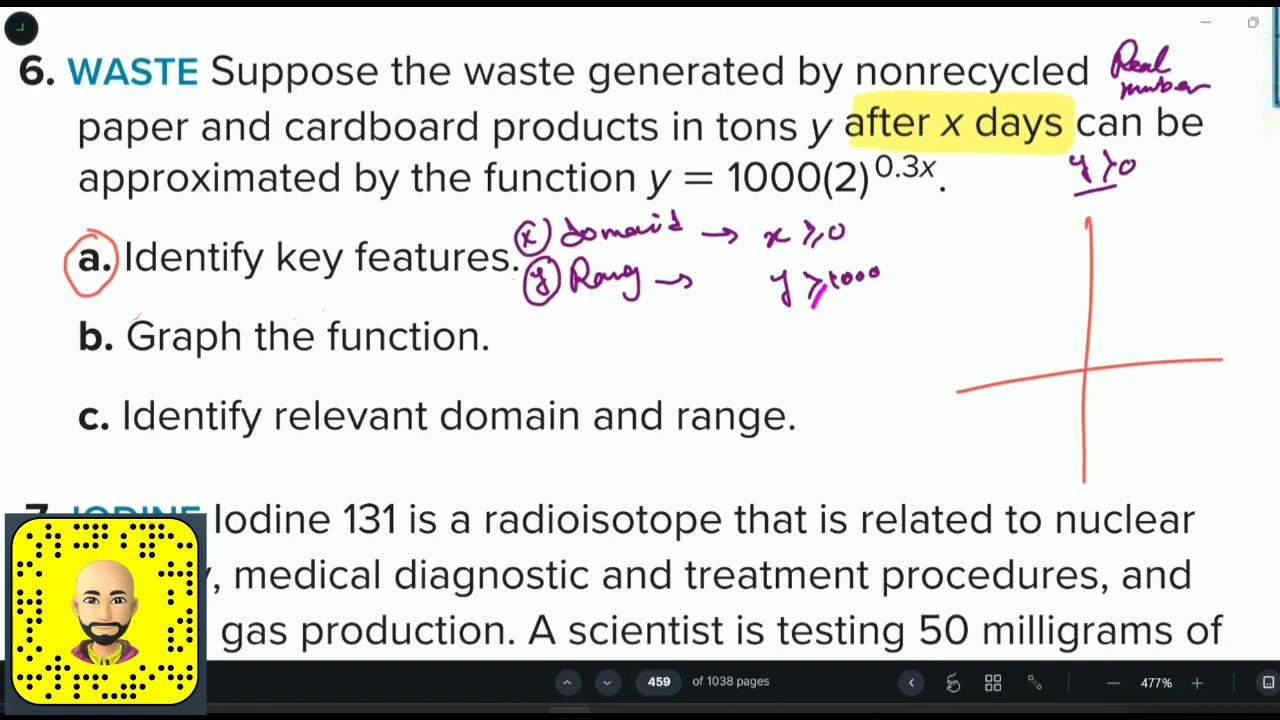 6. WASTE Suppose the waste generated by nonrecycled Real
number
paper and cardboard products in tons y after x days can be
y > 0
approximated by the function y = 1000(2)^0.3x.
(x) domain → x ≥ 0
a. Identify key features.
(y) Rang → y ≥ 1000
b. Graph the function.
c. Identify relevant domain and range.
7. IODINE Iodine 131 is a radioisotope that is related to nuclear
, medical diagnostic and treatment procedures, and
gas production. A scientist is testing 50 milligrams of
459 of 1038 pages 477%